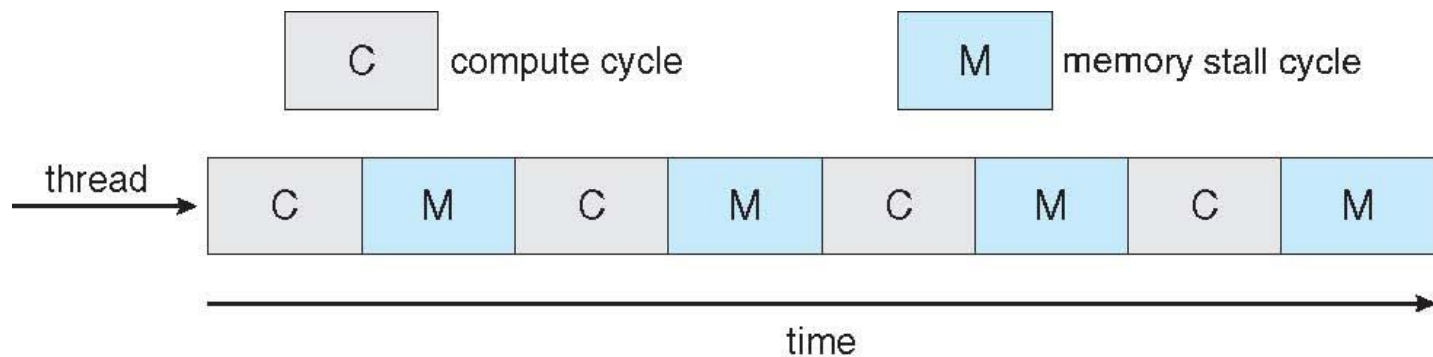 C compute cycle M memory stall cycle
thread
C M C M C M C M
time